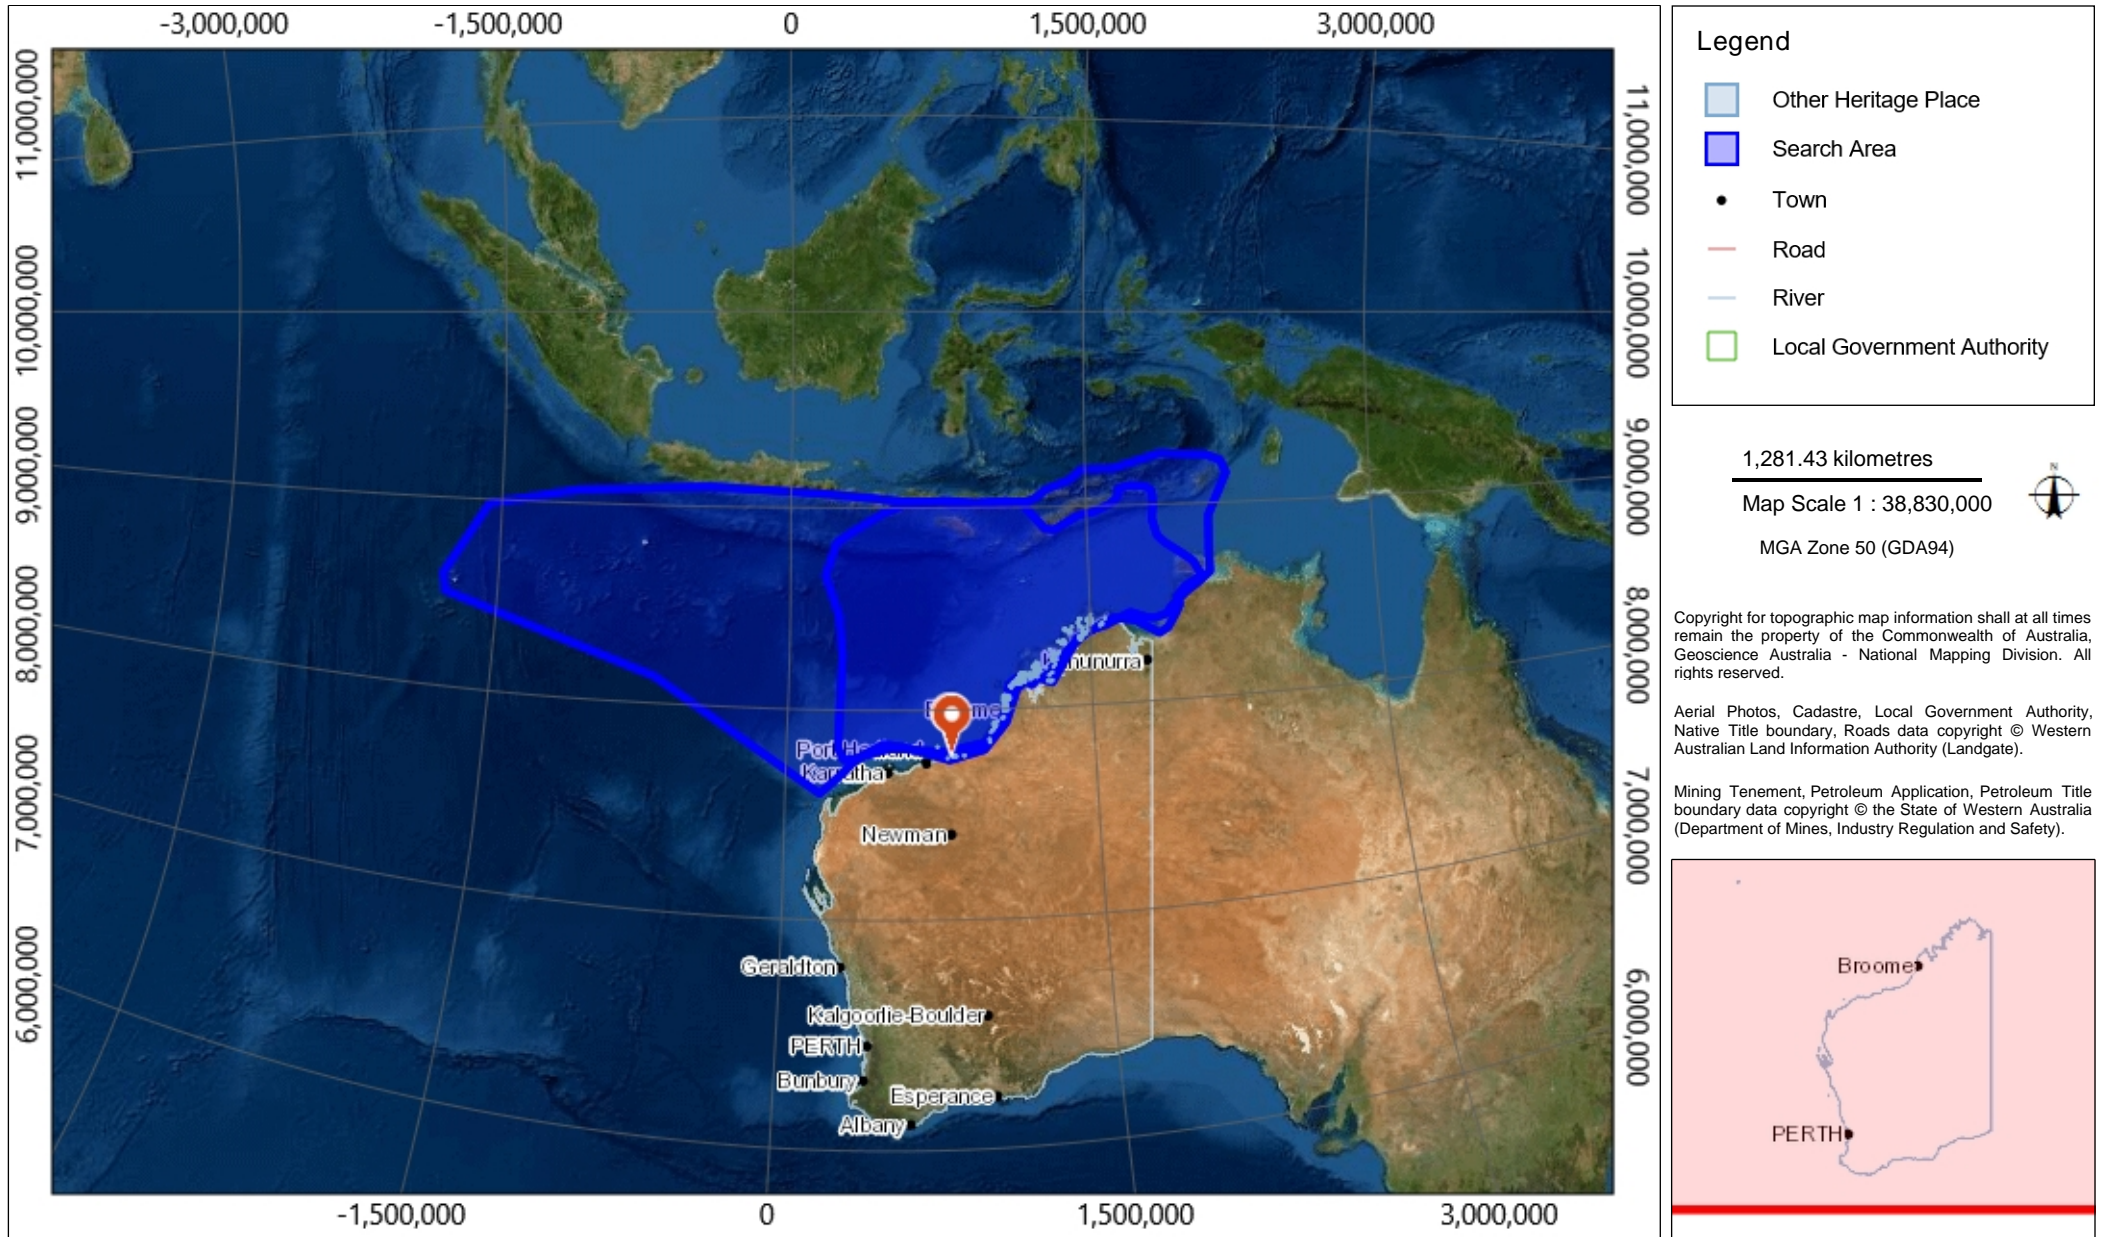 -3,000,000 -1,500,000 0 1,500,000 3,000,000
11,000,000
10,000,000
9,000,000
8,000,000
7,000,000
6,000,000
11,000,000
10,000,000
9,000,000
8,000,000
7,000,000
6,000,000
nunurra
Newman
Geraldton
Kalgoorlie-Boulder
PERTH
Bunbury
Esperance
Albany
-1,500,000 0 1,500,000 3,000,000
Legend
Other Heritage Place
Search Area
Town
Road
River
Local Government Authority
1,281.43 kilometres
Map Scale 1 : 38,830,000
MGA Zone 50 (GDA94)
N
Copyright for topographic map information shall at all times
remain the property of the Commonwealth of Australia,
Geoscience Australia - National Mapping Division. All
rights reserved.
Aerial Photos, Cadastre, Local Government Authority,
Native Title boundary, Roads data copyright © Western
Australian Land Information Authority (Landgate).
Mining Tenement, Petroleum Application, Petroleum Title
boundary data copyright © the State of Western Australia
(Department of Mines, Industry Regulation and Safety).
Broome
PERTH